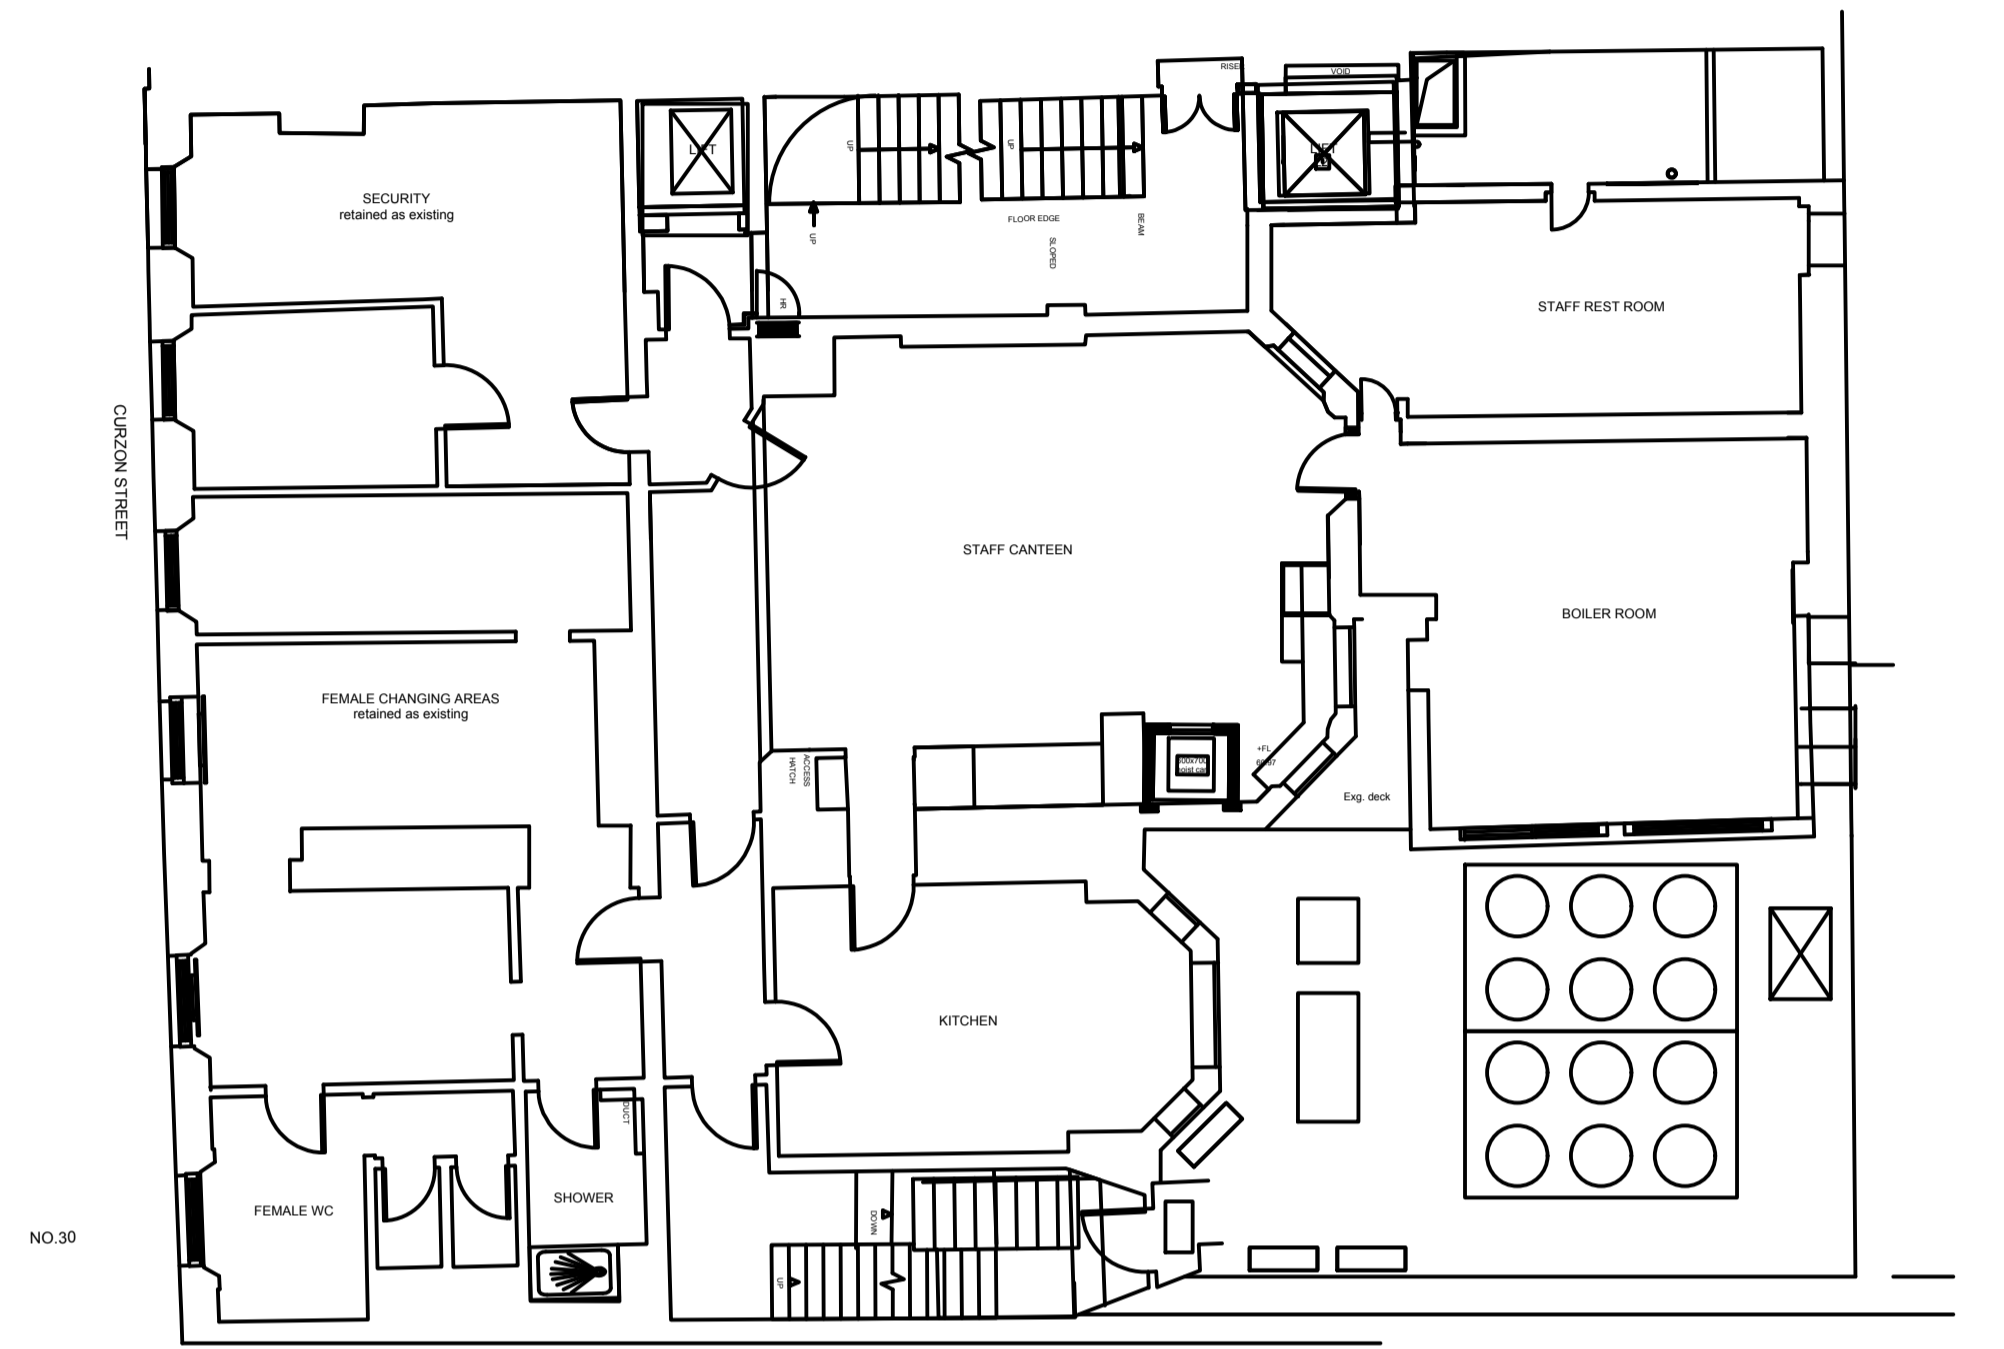 RISER
VOID
LIFT
LIFT
SECURITY
retained as existing
UP
UP
UP
FLOOR EDGE
BEAM
SLOPED
HR
STAFF REST ROOM
CURZON STREET
STAFF CANTEEN
BOILER ROOM
FEMALE CHANGING AREAS
retained as existing
ACCESS
HATCH
+FL
Exg. deck
KITCHEN
DUCT
SHOWER
FEMALE WC
DOWN
UP
NO.30